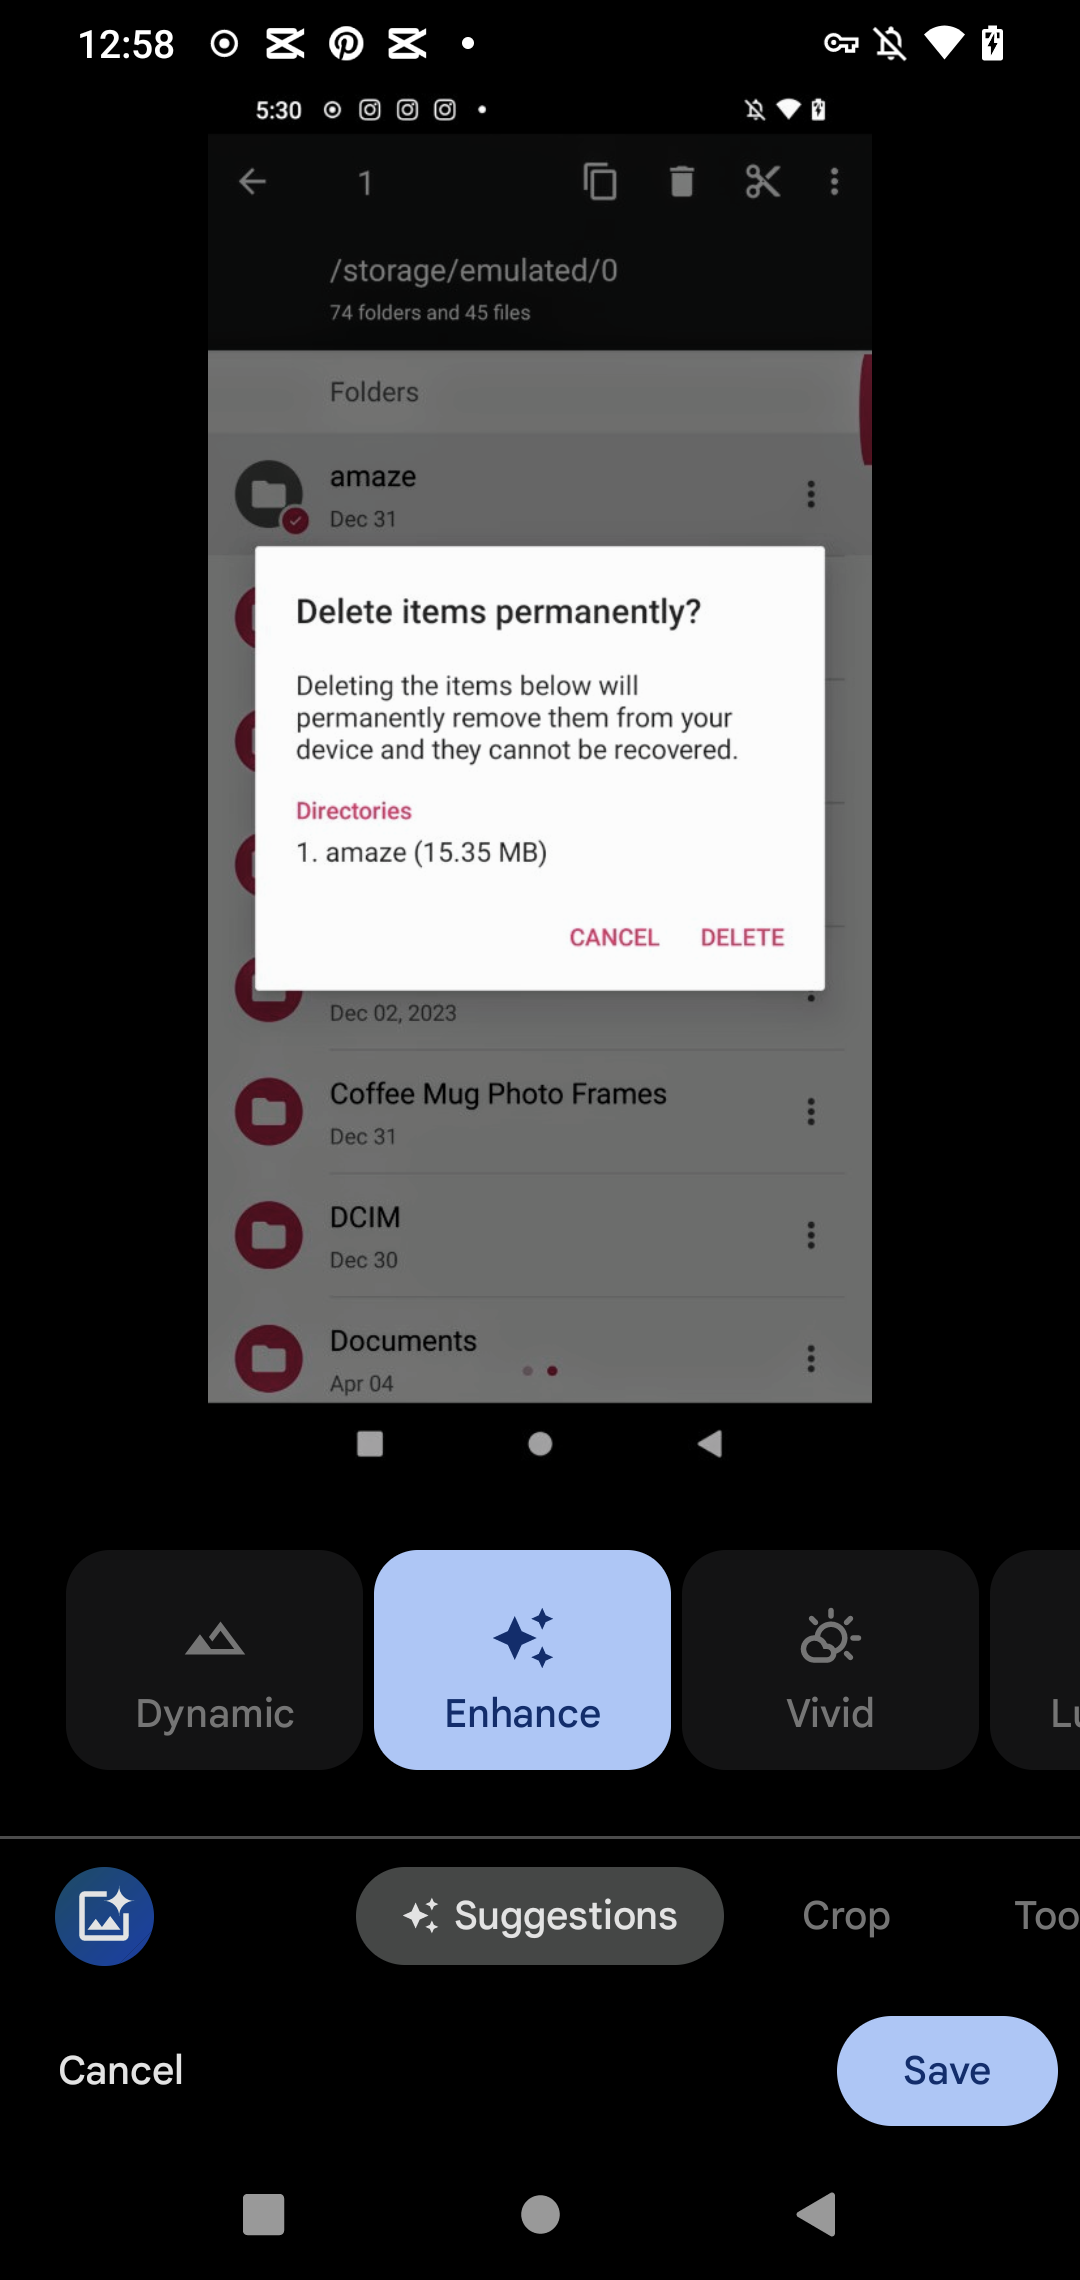 12:58
5:30
1
/storage/emulated/0
74 folders and 45 files
Folders
amaze
Dec 31
Delete items permanently?
Deleting the items below will
permanently remove them from your
device and they cannot be recovered.
Directories
1. amaze (15.35 MB)
CANCEL DELETE
Dec 02, 2023
Coffee Mug Photo Frames
Dec 31
DCIM
Dec 30
Documents
Apr 04
Dynamic Enhance Vivid
Suggestions Crop
Cancel Save